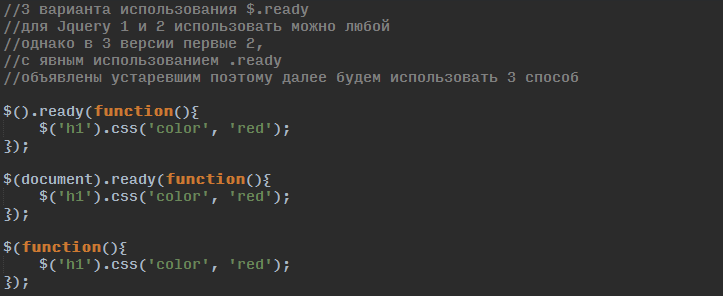 //3 варианта использования $.ready
//для Jquery 1 и 2 использовать можно любой
//однако в 3 версии первые 2,
//с явным использованием .ready
//объявлены устаревшим поэтому далее будем использовать 3 способ
$().ready(function(){
    $('h1').css('color', 'red');
});
$(document).ready(function(){
    $('h1').css('color', 'red');
});
$(function(){
    $('h1').css('color', 'red');
});